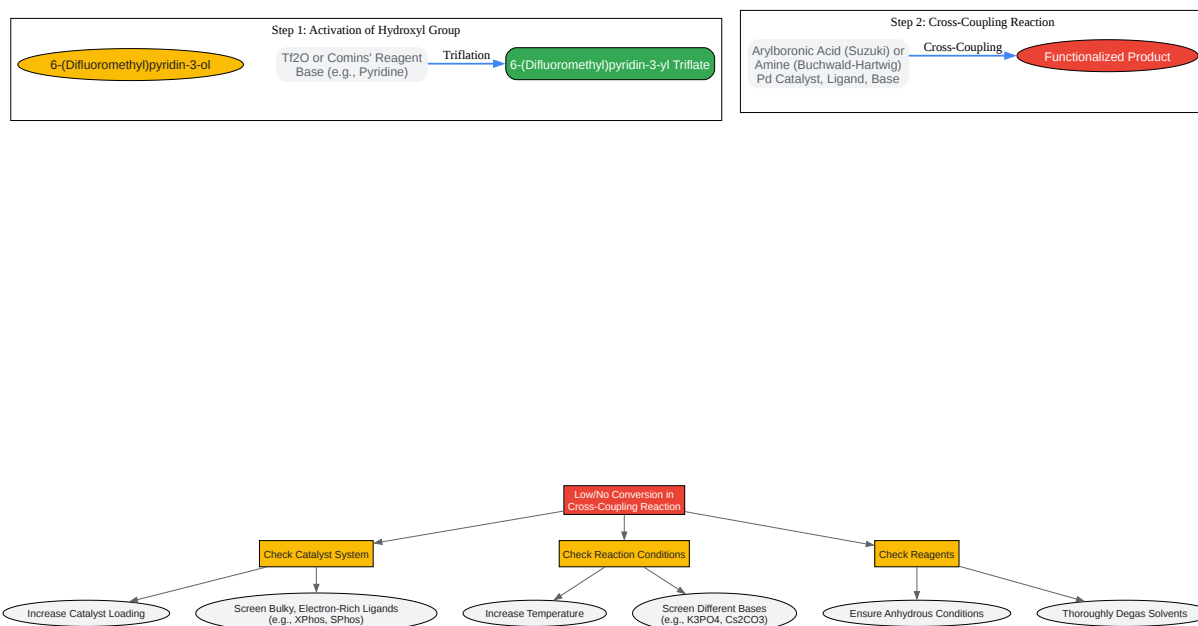 Step 1: Activation of Hydroxyl Group
6-(Difluoromethyl)pyridin-3-ol
Tf2O or Comins' Reagent
Base (e.g., Pyridine)
Triflation
6-(Difluoromethyl)pyridin-3-yl Triflate
Step 2: Cross-Coupling Reaction
Arylboronic Acid (Suzuki) or
Amine (Buchwald-Hartwig)
Pd Catalyst, Ligand, Base
Cross-Coupling
Functionalized Product
Low/No Conversion in
Cross-Coupling Reaction
Check Catalyst System
Check Reaction Conditions
Check Reagents
Increase Catalyst Loading
Screen Bulky, Electron-Rich Ligands
(e.g., XPhos, SPhos)
Increase Temperature
Screen Different Bases
(e.g., K3PO4, Cs2CO3)
Ensure Anhydrous Conditions
Thoroughly Degas Solvents